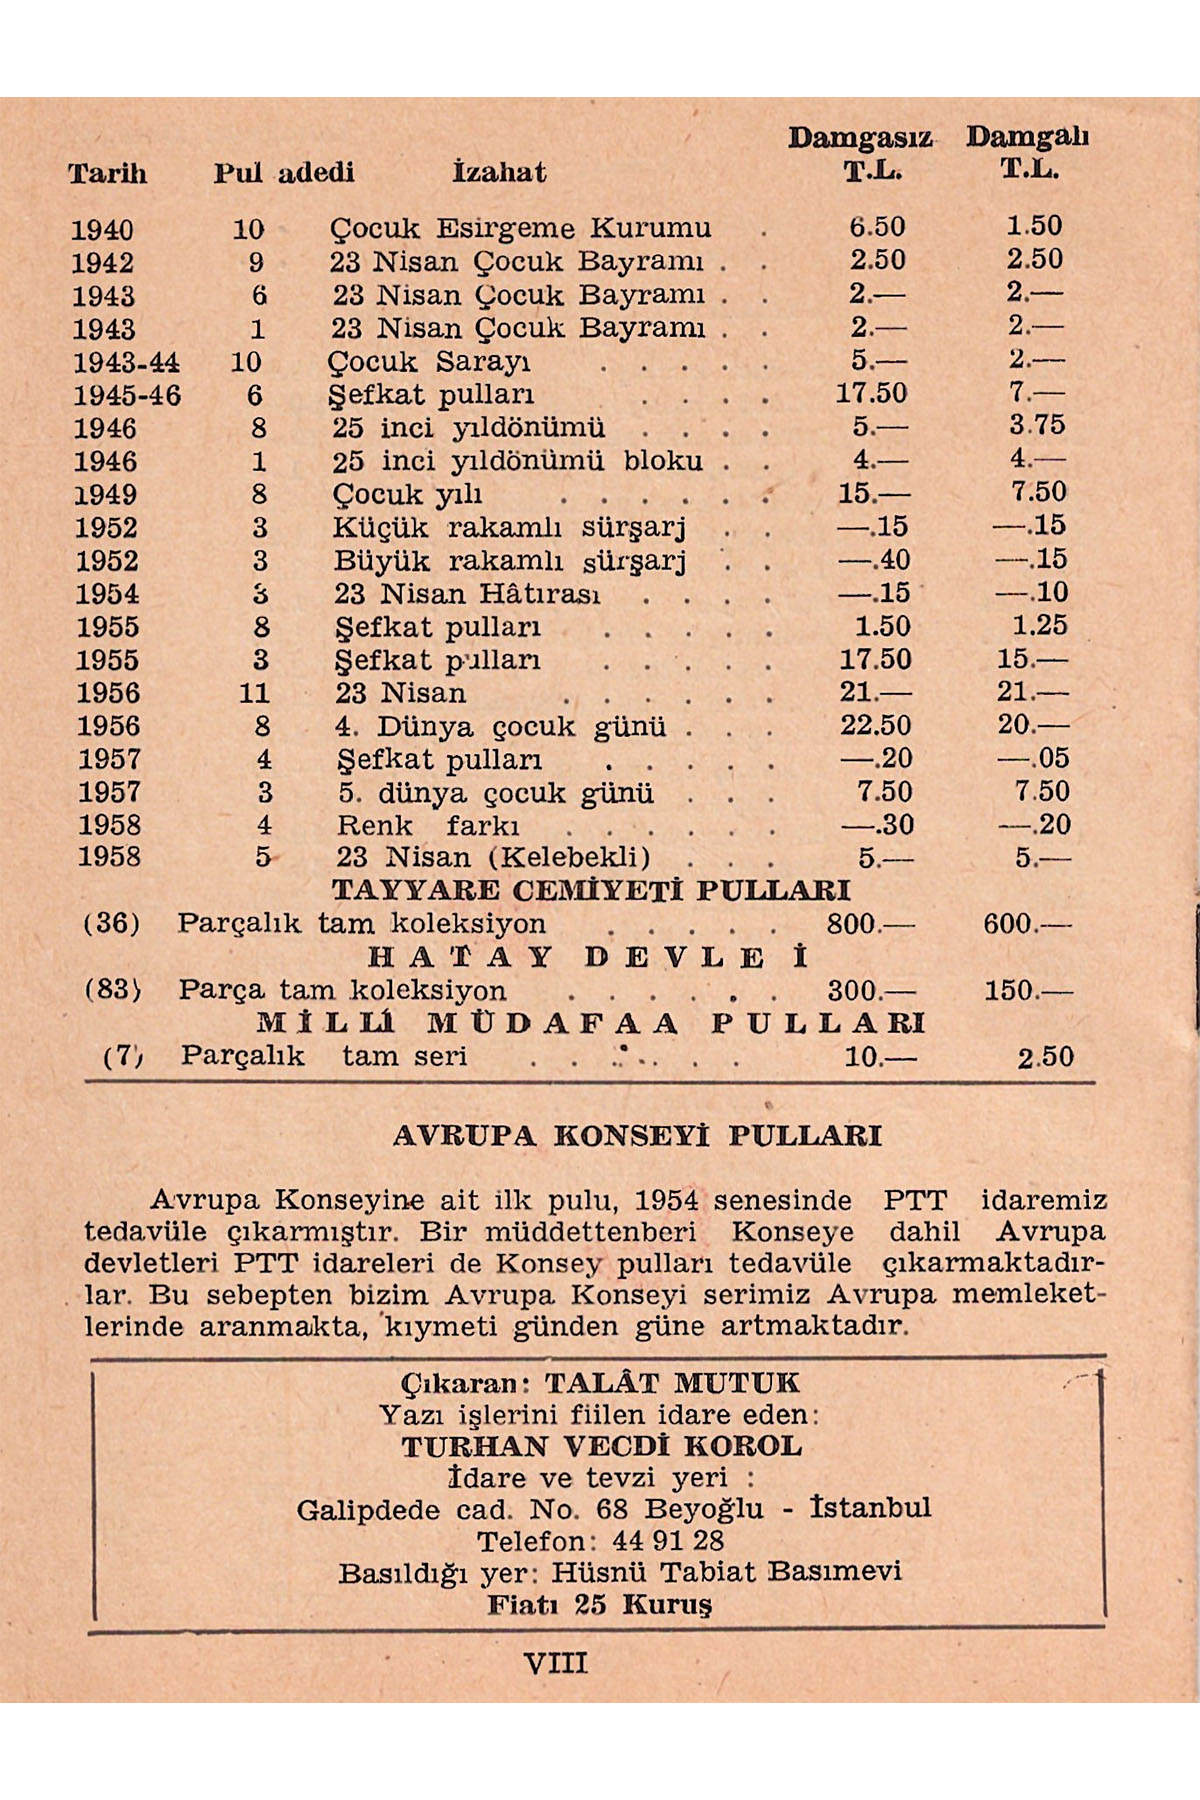 Damgasız Damgalı
Tarih Pul adedi İzahat T.L. T.L.
1940 10 Çocuk Esirgeme Kurumu . 6.50 1.50
1942 9 23 Nisan Çocuk Bayramı . . 2.50 2.50
1943 6 23 Nisan Çocuk Bayramı . . 2.— 2.—
1943 1 23 Nisan Çocuk Bayramı . . 2.— 2.—
1943-44 10 Çocuk Sarayı . . . . . 5.— 2.—
1945-46 6 Şefkat pulları . . . . 17.50 7.—
1946 8 25 inci yıldönümü . . . . 5.— 3.75
1946 1 25 inci yıldönümü bloku . . 4.— 4.—
1949 8 Çocuk yılı . . . . . . 15.— 7.50
1952 3 Küçük rakamlı sürşarj . . —.15 —.15
1952 3 Büyük rakamlı sürşarj . . —.40 —.15
1954 3 23 Nisan Hâtırası . . . . —.15 —.10
1955 8 Şefkat pulları . . . . . 1.50 1.25
1955 3 Şefkat pulları . . . . . 17.50 15.—
1956 11 23 Nisan . . . . . . 21.— 21.—
1956 8 4. Dünya çocuk günü . . . 22.50 20.—
1957 4 Şefkat pulları . . . . . —.20 —.05
1957 3 5. dünya çocuk günü . . . 7.50 7.50
1958 4 Renk farkı . . . . . . —.30 —.20
1958 5 23 Nisan (Kelebekli) . . . 5.— 5.—
TAYYARE CEMİYETİ PULLARI
(36) Parçalık tam koleksiyon . . . . . 800.— 600.—
HATAY DEVLE İ
(83) Parça tam koleksiyon . . . . . . 300.— 150.—
MİLLÎ MÜDAFAA PULLARI
(7) Parçalık tam seri . . . . . . 10.— 2.50
AVRUPA KONSEYİ PULLARI
Avrupa Konseyine ait ilk pulu, 1954 senesinde PTT idaremiz
tedavüle çıkarmıştır. Bir müddettenberi Konseye dahil Avrupa
devletleri PTT idareleri de Konsey pulları tedavüle çıkarmaktadır-
lar. Bu sebepten bizim Avrupa Konseyi serimiz Avrupa memleket-
lerinde aranmakta, kıymeti günden güne artmaktadır.
Çıkaran: TALÂT MUTUK
Yazı işlerini fiilen idare eden:
TURHAN VECDİ KOROL
İdare ve tevzi yeri :
Galipdede cad. No. 68 Beyoğlu - İstanbul
Telefon: 44 91 28
Basıldığı yer: Hüsnü Tabiat Basımevi
Fiatı 25 Kuruş
VIII